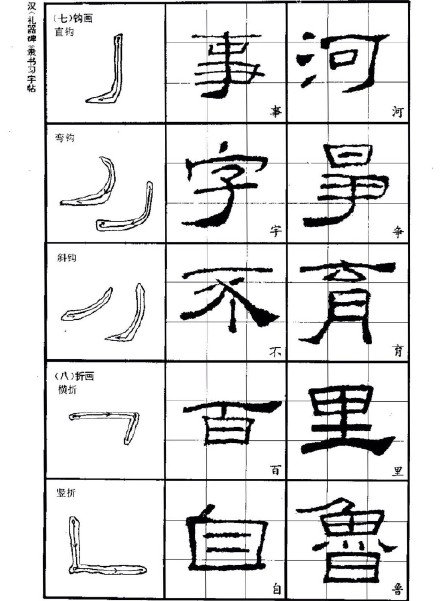 汉《礼器碑》隶书习字帖
(七)钩画
直钩
事 事
河 河
弯钩
字 字
争 争
斜钩
不 不
育 育
(八)折画
横折
百 百
里 里
竖折
自 自
鲁 鲁